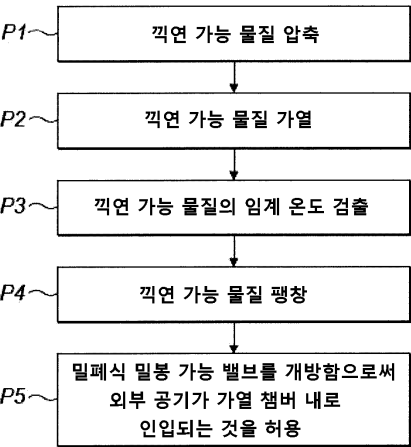 P1
끽연 가능 물질 압축
P2
끽연 가능 물질 가열
P3
끽연 가능 물질의 임계 온도 검출
P4
끽연 가능 물질 팽창
P5
밀폐식 밀봉 가능 밸브를 개방함으로써
외부 공기가 가열 챔버 내로
인입되는 것을 허용